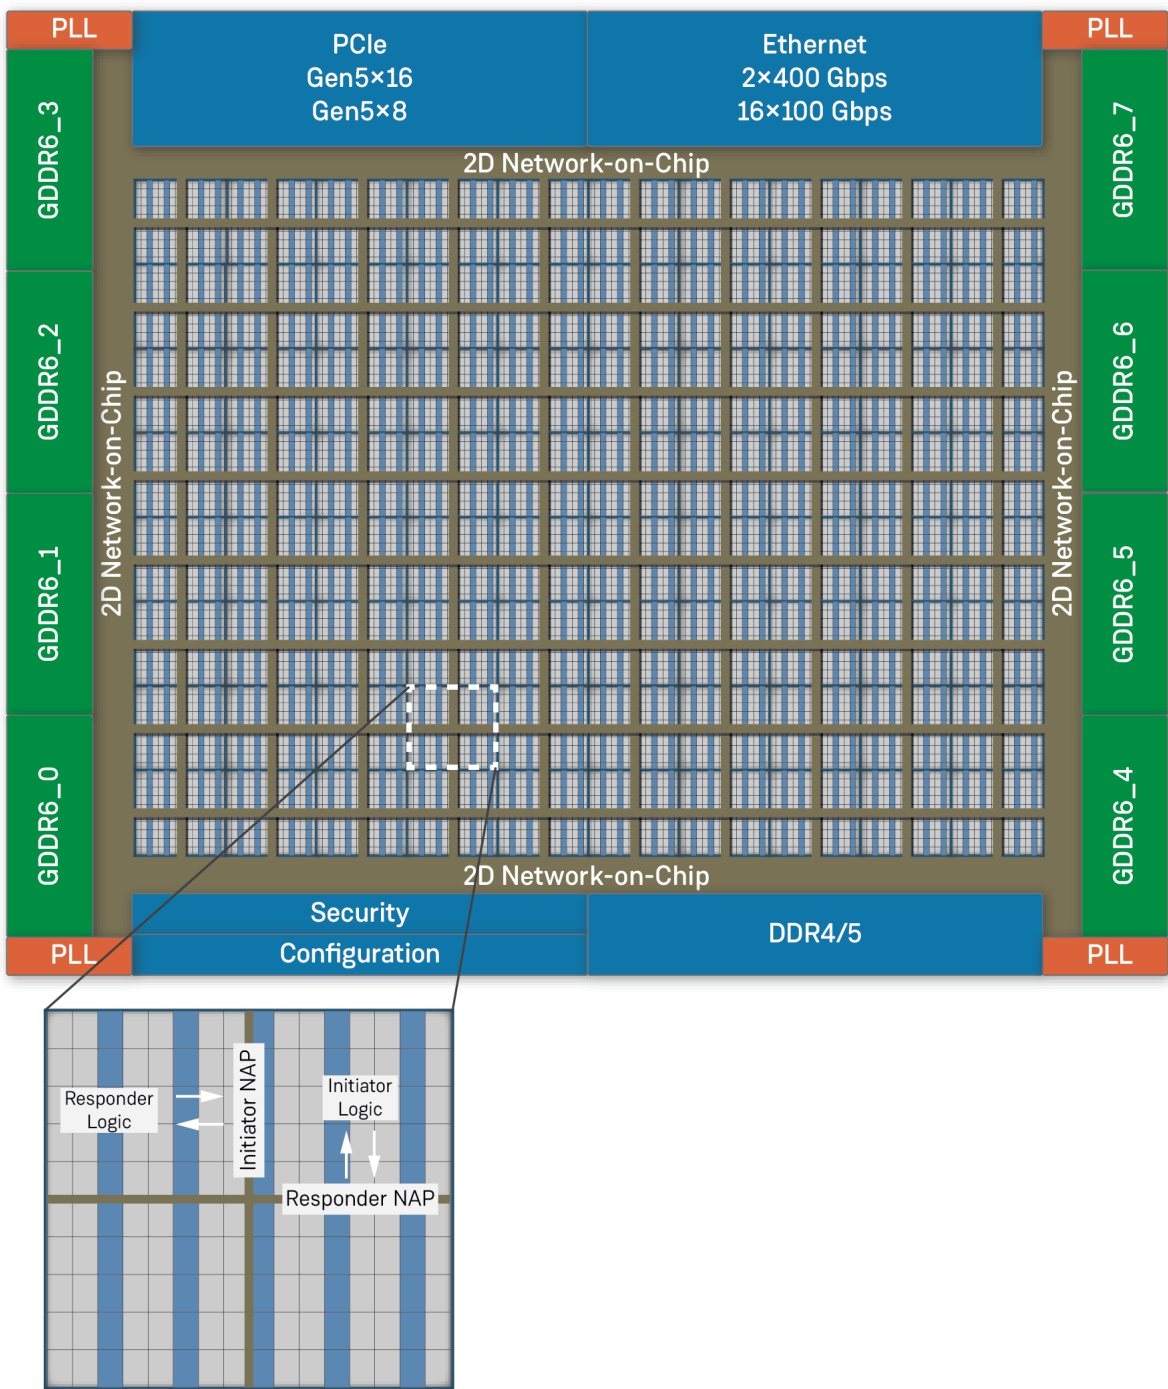 PLL
PCIe
Gen5×16
Gen5×8
Ethernet
2×400 Gbps
16×100 Gbps
PLL
GDDR6_3
GDDR6_2
GDDR6_1
GDDR6_0
2D Network-on-Chip
2D Network-on-Chip
2D Network-on-Chip
2D Network-on-Chip
GDDR6_7
GDDR6_6
GDDR6_5
GDDR6_4
PLL
Security
Configuration
DDR4/5
PLL
Responder
Logic
Initiator NAP
Initiator
Logic
Responder NAP